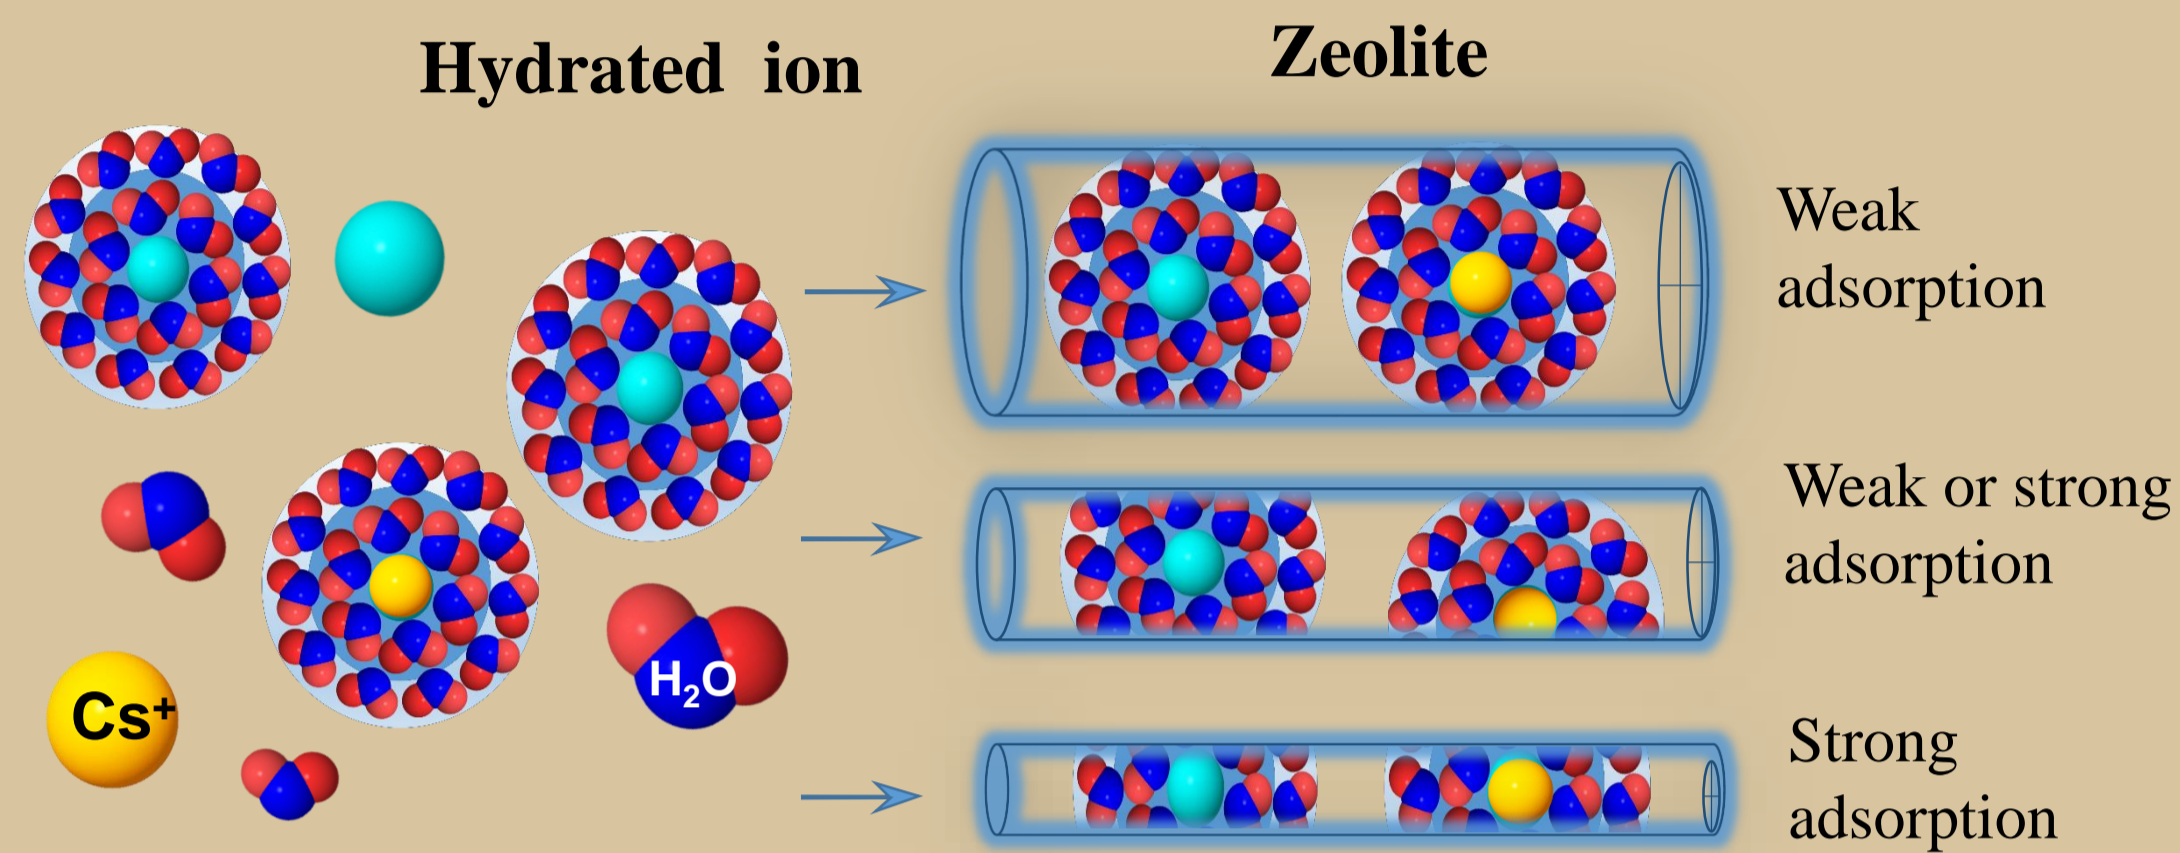 Hydrated ion
Zeolite
Weak
adsorption
Weak or strong
adsorption
H₂O
Cs⁺
Strong
adsorption